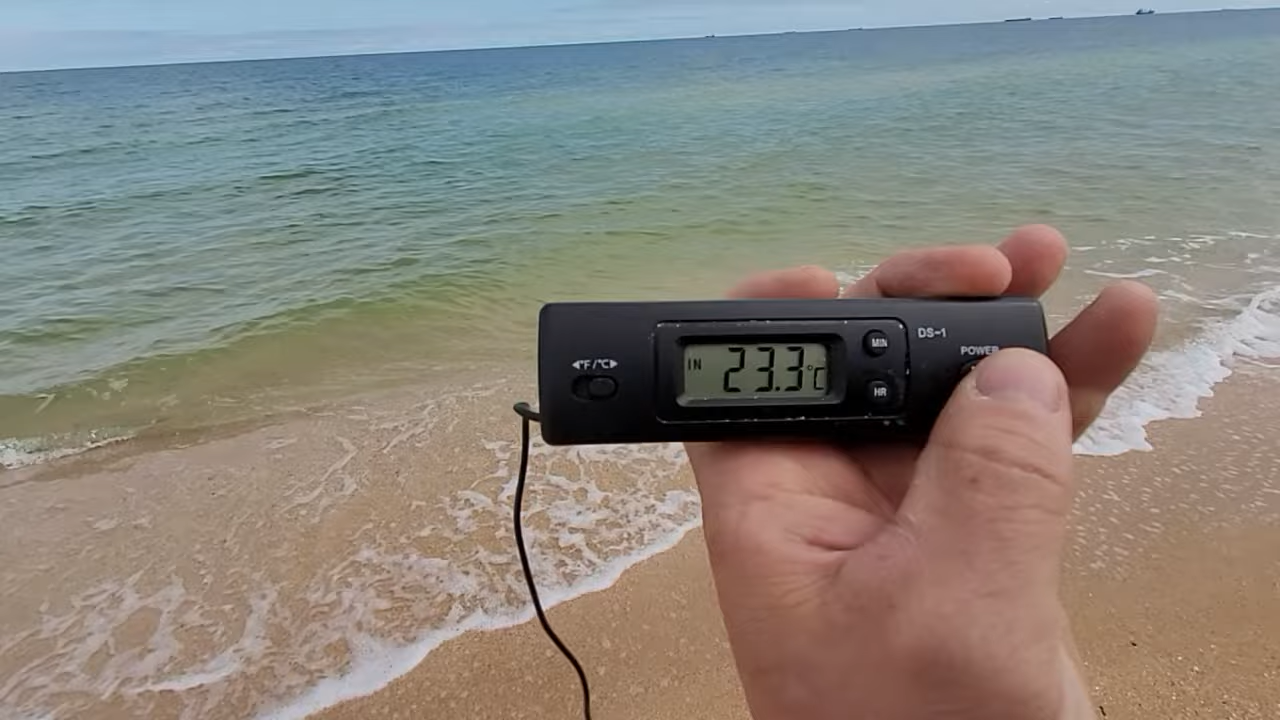 ◀°F/°C▶
IN 23.3°C
MIN
HR
DS-1
POWER